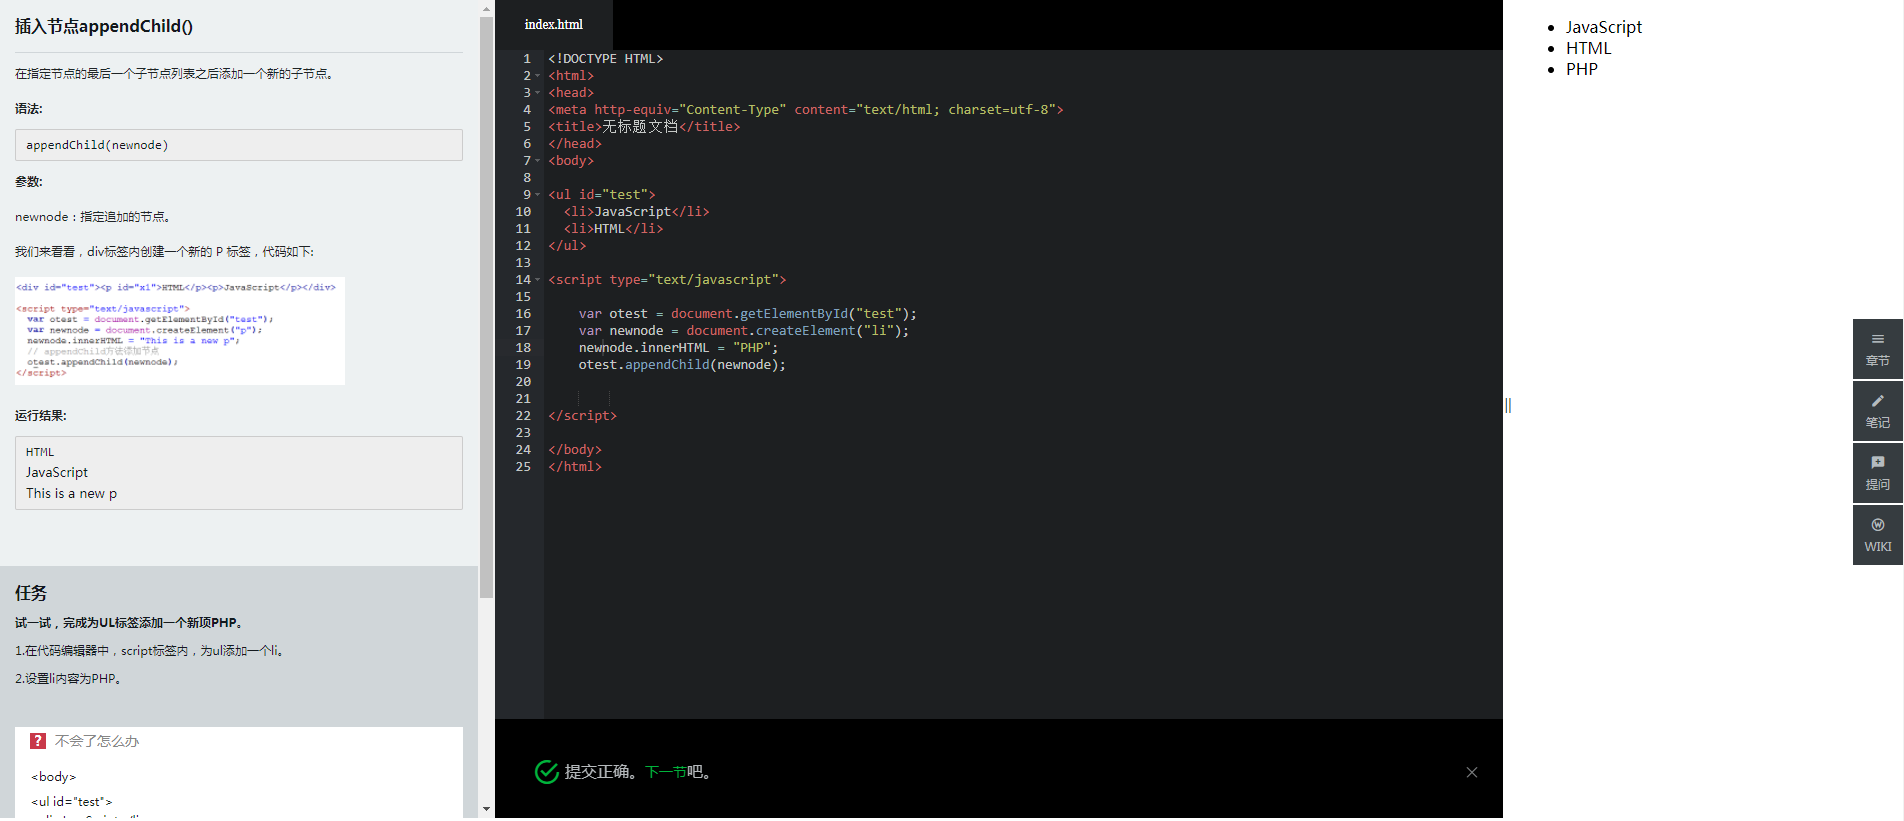 插入节点appendChild()
在指定节点的最后一个子节点列表之后添加一个新的子节点。
语法:
appendChild(newnode)
参数:
newnode：指定追加的节点。
我们来看看，div标签内创建一个新的 P 标签，代码如下:
<div id="test"><p id="x1">HTML</p><p>JavaScript</p></div>
<script type="text/javascript">
var otest = document.getElementById("test");
var newnode = document.createElement("p");
newnode.innerHTML = "This is a new p";
// appendChild方法添加节点
otest.appendChild(newnode);
</script>
运行结果:
HTML
JavaScript
This is a new p
任务
试一试，完成为UL标签添加一个新项PHP。
1.在代码编辑器中，script标签内，为ul添加一个li。
2.设置li内容为PHP。
? 不会了怎么办
<body>
<ul id="test">
index.html
1 <!DOCTYPE HTML>
2 <html>
3 <head>
4 <meta http-equiv="Content-Type" content="text/html; charset=utf-8">
5 <title>无标题文档</title>
6 </head>
7 <body>
8
9 <ul id="test">
10 <li>JavaScript</li>
11 <li>HTML</li>
12 </ul>
13
14 <script type="text/javascript">
15
16 var otest = document.getElementById("test");
17 var newnode = document.createElement("li");
18 newnode.innerHTML = "PHP";
19 otest.appendChild(newnode);
20
21
22 </script>
23
24 </body>
25 </html>
提交正确。下一节吧。
• JavaScript
• HTML
• PHP
章节
笔记
提问
WIKI